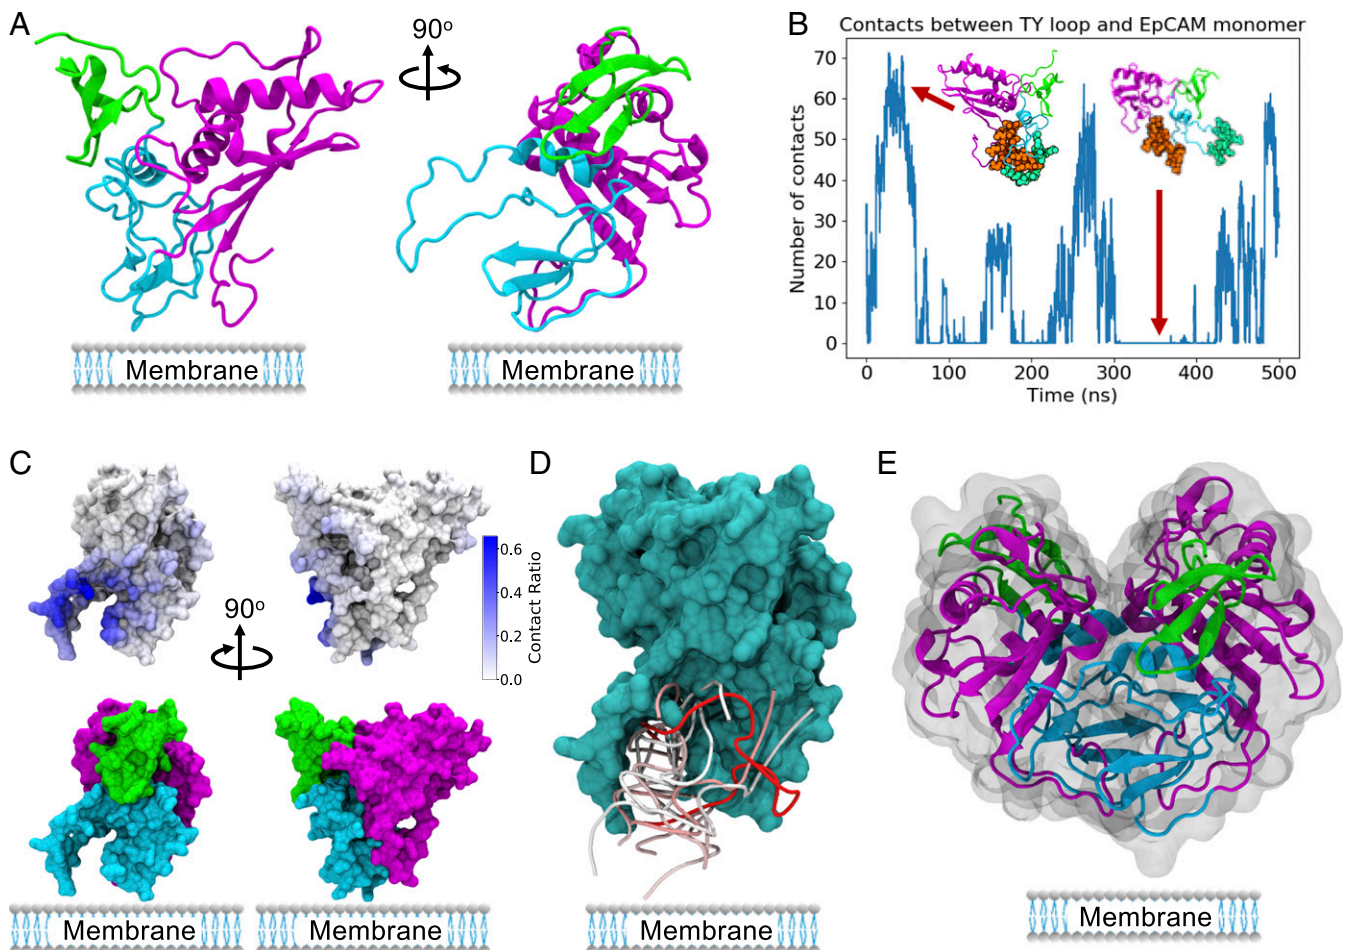 A
90o
Membrane
Membrane
B
Contacts between TY loop and EpCAM monomer
Number of contacts
70
60
50
40
30
20
10
0
0
100
200
300
400
500
Time (ns)
C
90o
0.6
0.4
0.2
0.0
Contact Ratio
Membrane
Membrane
D
Membrane
E
Membrane